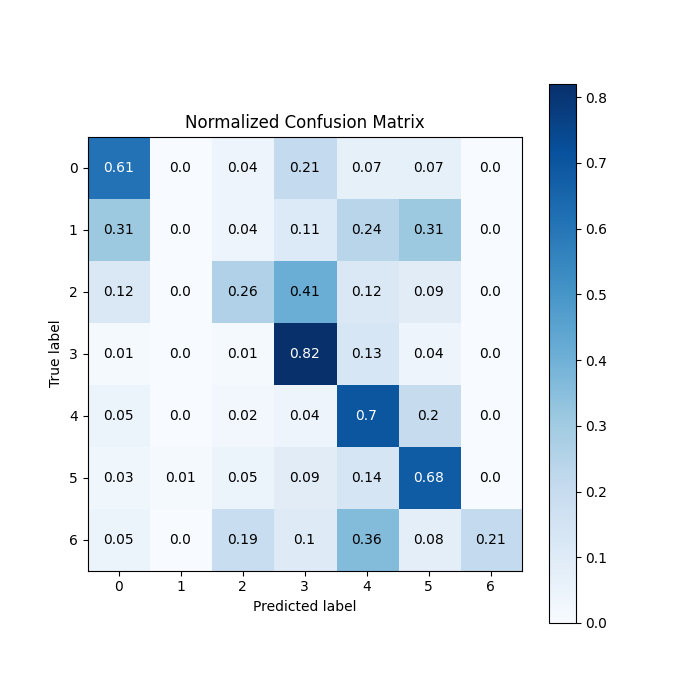 Normalized Confusion Matrix
True label
0 0.61 0.0 0.04 0.21 0.07 0.07 0.0
1 0.31 0.0 0.04 0.11 0.24 0.31 0.0
2 0.12 0.0 0.26 0.41 0.12 0.09 0.0
3 0.01 0.0 0.01 0.82 0.13 0.04 0.0
4 0.05 0.0 0.02 0.04 0.7 0.2 0.0
5 0.03 0.01 0.05 0.09 0.14 0.68 0.0
6 0.05 0.0 0.19 0.1 0.36 0.08 0.21
0 1 2 3 4 5 6
Predicted label
0.8
0.7
0.6
0.5
0.4
0.3
0.2
0.1
0.0